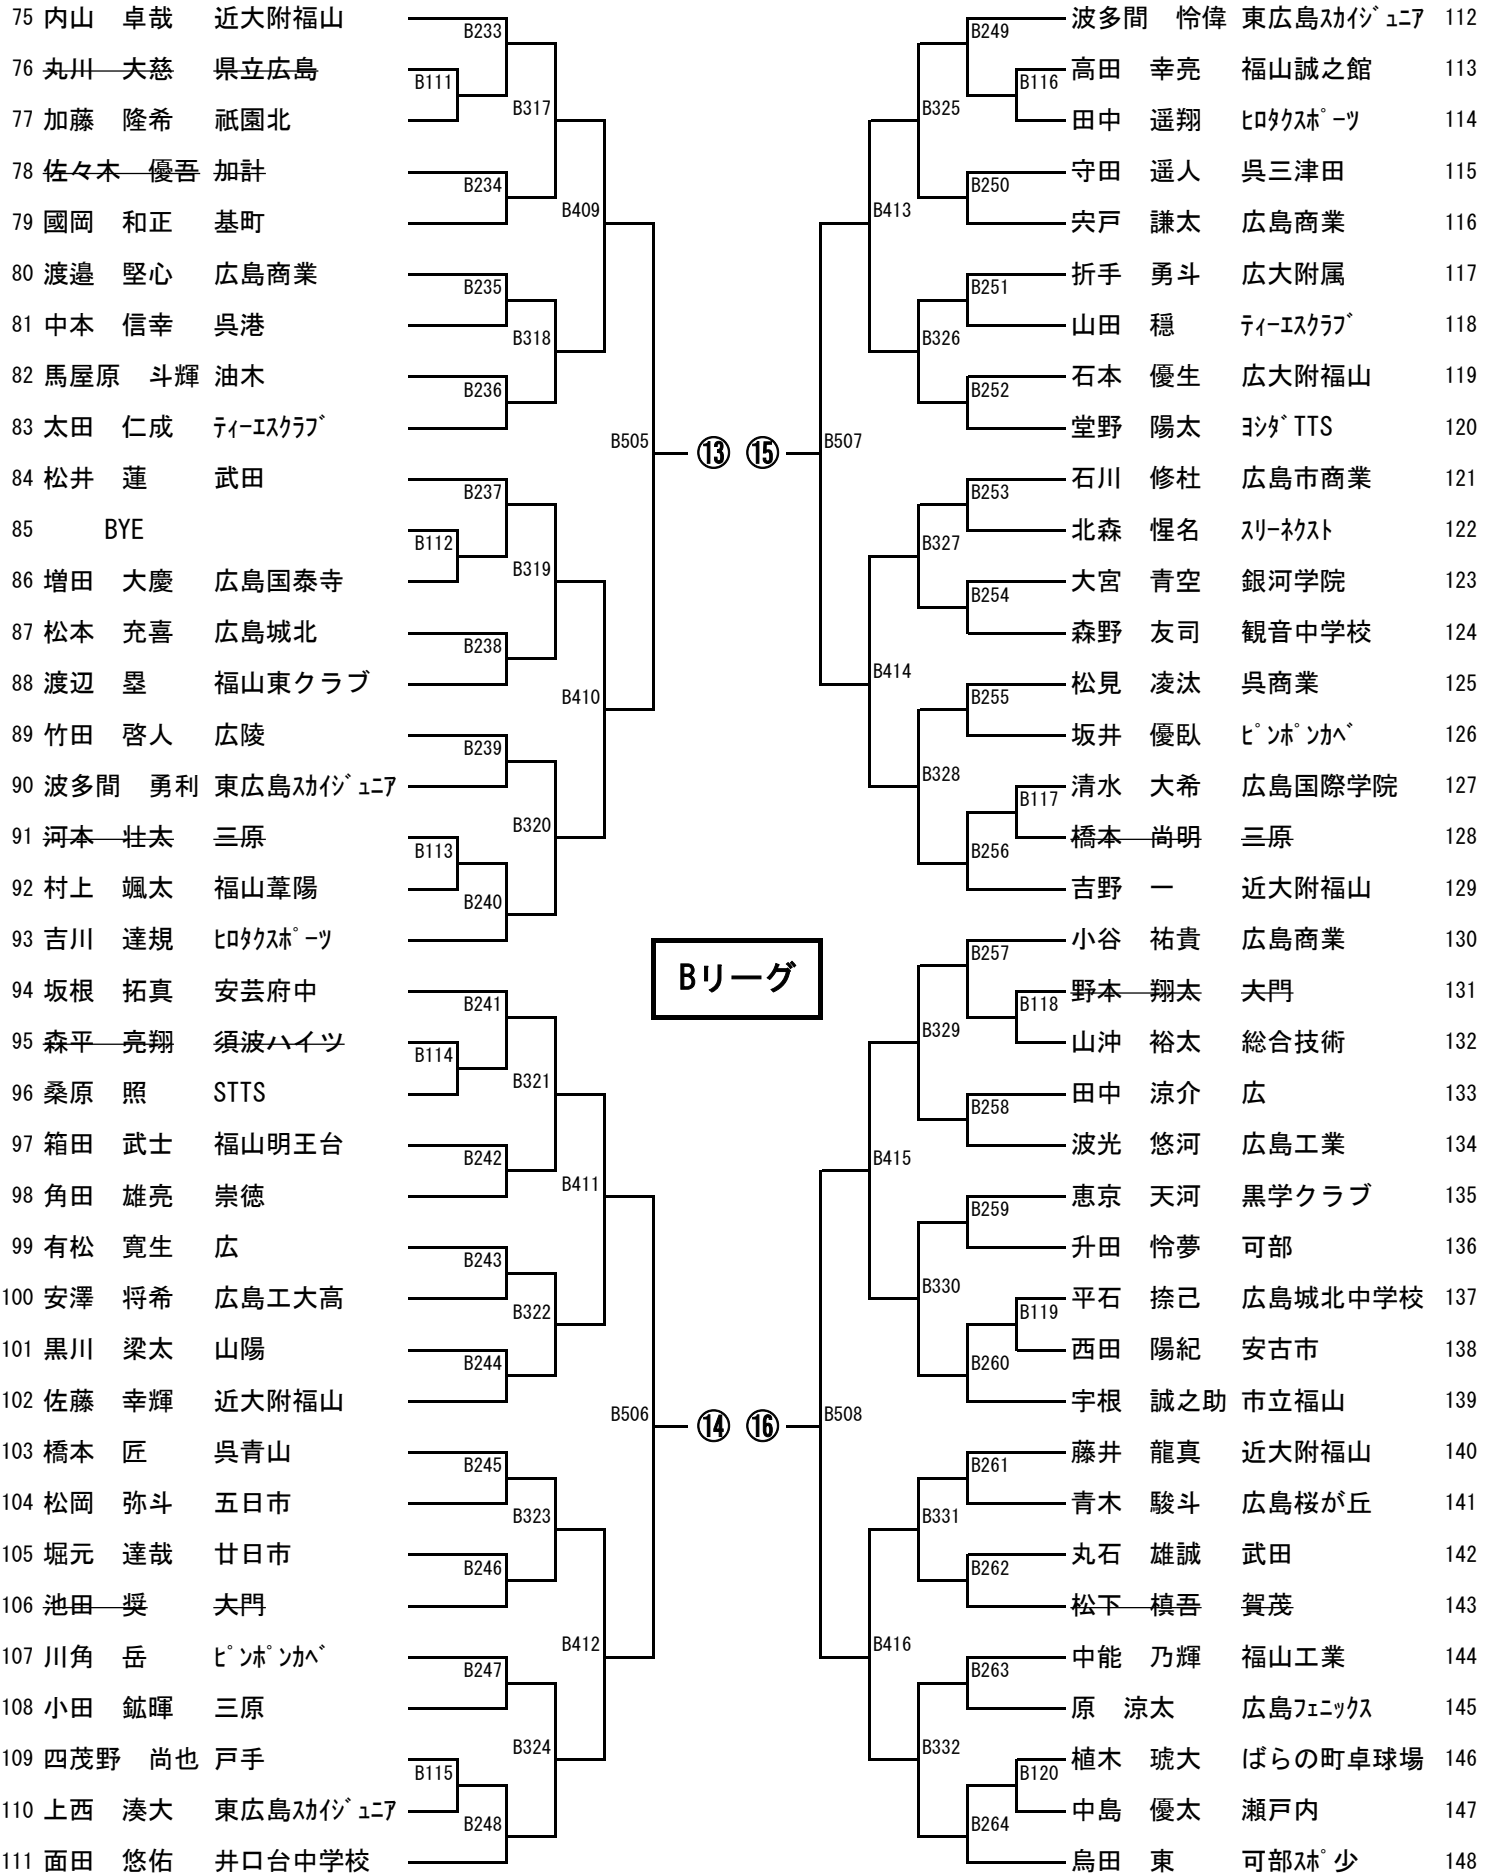 75 内山 卓哉 近大附福山
76 丸川 大慈 県立広島
77 加藤 隆希 祇園北
78 佐々木 優吾 加計
79 國岡 和正 基町
80 渡邉 堅心 広島商業
81 中本 信幸 呉港
82 馬屋原 斗輝 油木
83 太田 仁成 ティーエスクラブ
84 松井 蓮 武田
85 BYE
86 増田 大慶 広島国泰寺
87 松本 充喜 広島城北
88 渡辺 塁 福山東クラブ
89 竹田 啓人 広陵
90 波多間 勇利 東広島スカイジュニア
91 河本 壮太 三原
92 村上 颯太 福山葦陽
93 吉川 達規 ヒロタクスポーツ
94 坂根 拓真 安芸府中
95 森平 亮翔 須波ハイツ
96 桑原 照 STTS
97 箱田 武士 福山明王台
98 角田 雄亮 崇徳
99 有松 寛生 広
100 安澤 将希 広島工大高
101 黒川 梁太 山陽
102 佐藤 幸輝 近大附福山
103 橋本 匠 呉青山
104 松岡 弥斗 五日市
105 堀元 達哉 廿日市
106 池田 奨 大門
107 川角 岳 ピンポンカベ
108 小田 鉱暉 三原
109 四茂野 尚也 戸手
110 上西 湊大 東広島スカイジュニア
111 面田 悠佑 井口台中学校
B111
B112
B113
B114
B115
B233
B234
B235
B236
B237
B238
B239
B240
B241
B242
B243
B244
B245
B246
B247
B248
B317
B318
B319
B320
B321
B322
B323
B324
B409
B410
B411
B412
B505
B506
⑬ ⑮
Bリーグ
⑭ ⑯
B507
B508
B413
B414
B415
B416
B325
B326
B327
B328
B329
B330
B331
B332
B249
B250
B251
B252
B253
B254
B255
B256
B257
B258
B259
B260
B261
B262
B263
B264
B116
B117
B118
B119
B120
波多間 怜偉 東広島スカイジュニア 112
高田 幸亮 福山誠之館 113
田中 遥翔 ヒロタクスポーツ 114
守田 遥人 呉三津田 115
宍戸 謙太 広島商業 116
折手 勇斗 広大附属 117
山田 穏 ティーエスクラブ 118
石本 優生 広大附福山 119
堂野 陽太 ヨシダTTS 120
石川 修杜 広島市商業 121
北森 惺名 スリーネクスト 122
大宮 青空 銀河学院 123
森野 友司 観音中学校 124
松見 凌汰 呉商業 125
坂井 優臥 ピンポンカベ 126
清水 大希 広島国際学院 127
橋本 尚明 三原 128
吉野 一 近大附福山 129
小谷 祐貴 広島商業 130
野本 翔太 大門 131
山沖 裕太 総合技術 132
田中 涼介 広 133
波光 悠河 広島工業 134
恵京 天河 黒学クラブ 135
升田 怜夢 可部 136
平石 捺己 広島城北中学校 137
西田 陽紀 安古市 138
宇根 誠之助 市立福山 139
藤井 龍真 近大附福山 140
青木 駿斗 広島桜が丘 141
丸石 雄誠 武田 142
松下 槙吾 賀茂 143
中能 乃輝 福山工業 144
原 涼太 広島フェニックス 145
植木 琥大 ばらの町卓球場 146
中島 優太 瀬戸内 147
烏田 東 可部スポ少 148